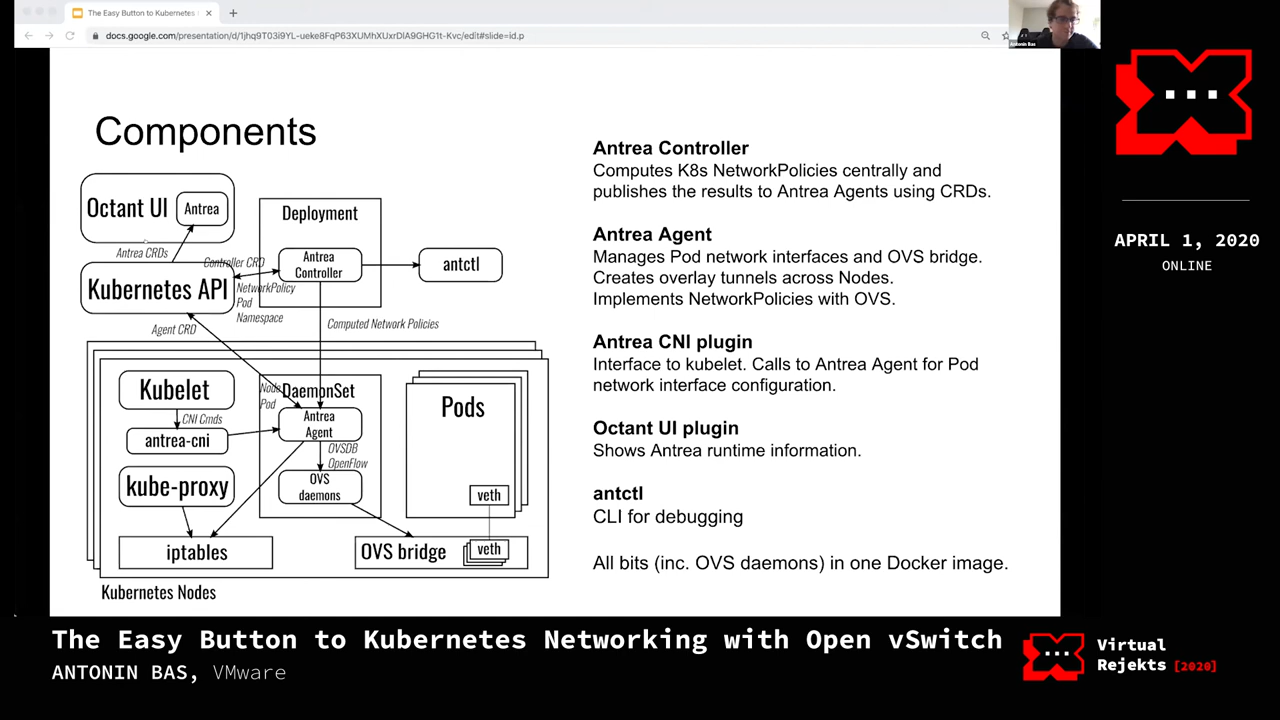 The Easy Button to Kubernetes
docs.google.com/presentation/d/1jhq9T03i9YL-ueke8FqP63XUMhXUxrDIA9GHG1t-Kvc/edit#slide=id.p
Antonin Bas
Components
Octant UI
Antrea
Antrea CRDs
Kubernetes API
Controller CRD
NetworkPolicy
Pod
Namespace
Agent CRD
Deployment
Antrea
Controller
antctl
Computed Network Policies
Kubelet
CNI Cmds
antrea-cni
kube-proxy
iptables
Node
Pod
DaemonSet
Antrea
Agent
OVSDB
OpenFlow
OVS
daemons
Pods
veth
OVS bridge
veth
Kubernetes Nodes
Antrea Controller
Computes K8s NetworkPolicies centrally and
publishes the results to Antrea Agents using CRDs.
Antrea Agent
Manages Pod network interfaces and OVS bridge.
Creates overlay tunnels across Nodes.
Implements NetworkPolicies with OVS.
Antrea CNI plugin
Interface to kubelet. Calls to Antrea Agent for Pod
network interface configuration.
Octant UI plugin
Shows Antrea runtime information.
antctl
CLI for debugging
All bits (inc. OVS daemons) in one Docker image.
APRIL 1, 2020
ONLINE
The Easy Button to Kubernetes Networking with Open vSwitch
ANTONIN BAS, VMware
Virtual
Rejekts [2020]